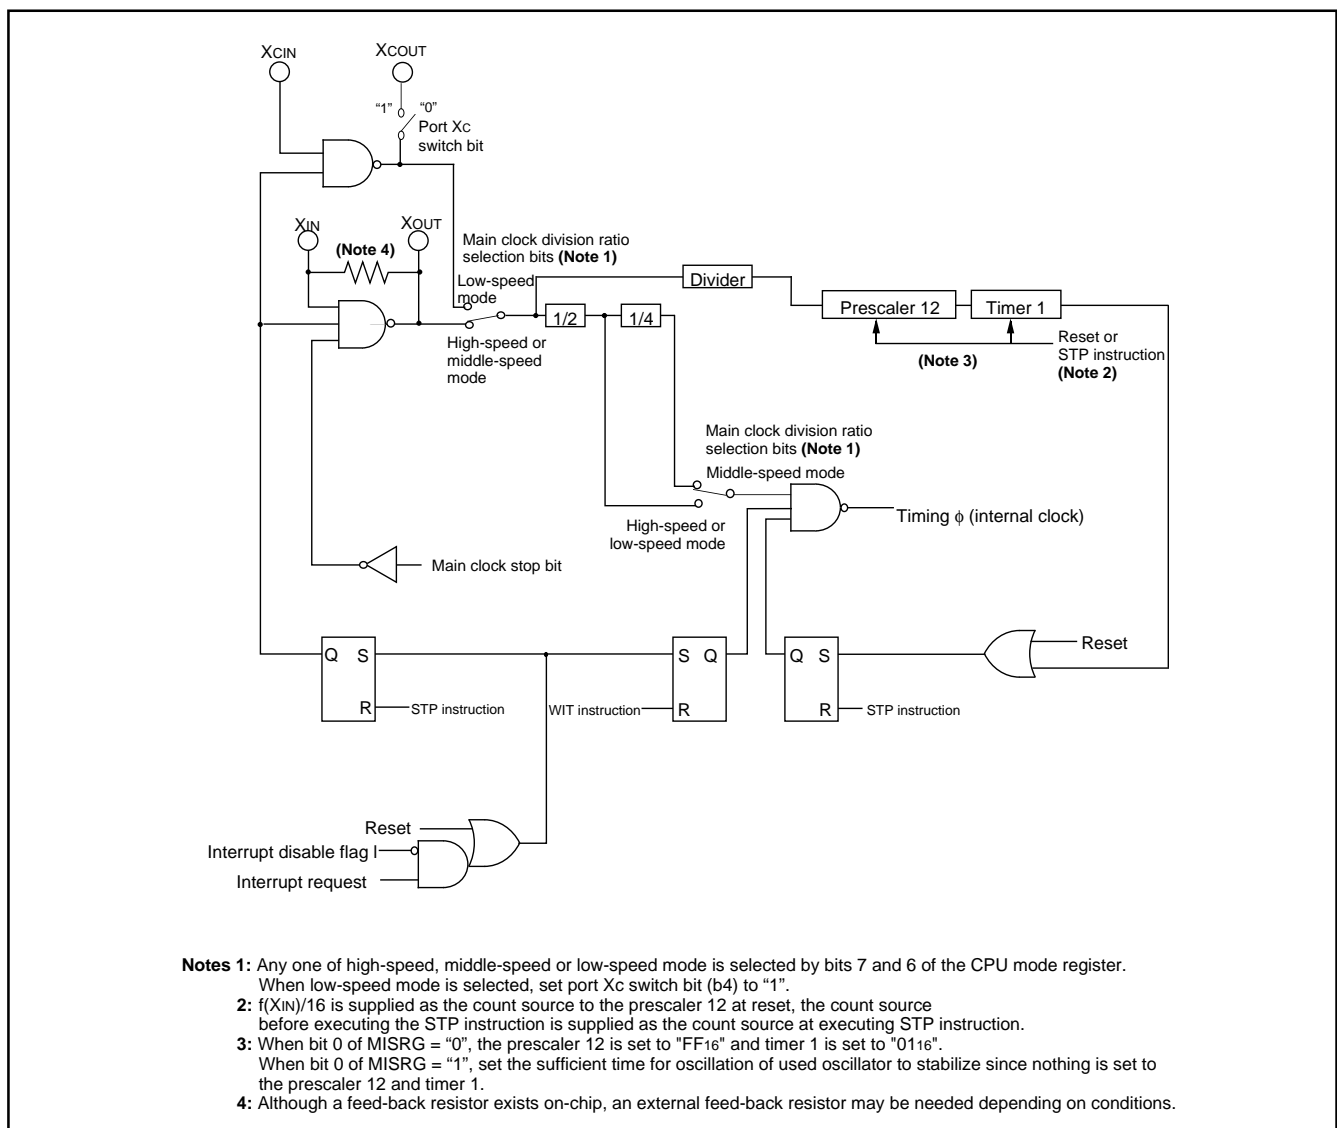 XCIN
XCOUT
“1” “0”
Port XC
switch bit
XIN
XOUT
(Note 4)
Main clock division ratio
selection bits (Note 1)
Low-speed
mode
Divider
Prescaler 12
Timer 1
1/2
1/4
High-speed or
middle-speed
mode
Reset or
STP instruction
(Note 2)
(Note 3)
Main clock division ratio
selection bits (Note 1)
Middle-speed mode
Timing ϕ (internal clock)
High-speed or
low-speed mode
Main clock stop bit
Reset
Q S
S Q
Q S
R
STP instruction
WIT instruction
R
R
STP instruction
Reset
Interrupt disable flag I
Interrupt request
Notes 1: Any one of high-speed, middle-speed or low-speed mode is selected by bits 7 and 6 of the CPU mode register.
When low-speed mode is selected, set port Xc switch bit (b4) to “1”.
2: f(XIN)/16 is supplied as the count source to the prescaler 12 at reset, the count source
before executing the STP instruction is supplied as the count source at executing STP instruction.
3: When bit 0 of MISRG = “0”, the prescaler 12 is set to "FF16" and timer 1 is set to "0116".
When bit 0 of MISRG = “1”, set the sufficient time for oscillation of used oscillator to stabilize since nothing is set to
the prescaler 12 and timer 1.
4: Although a feed-back resistor exists on-chip, an external feed-back resistor may be needed depending on conditions.